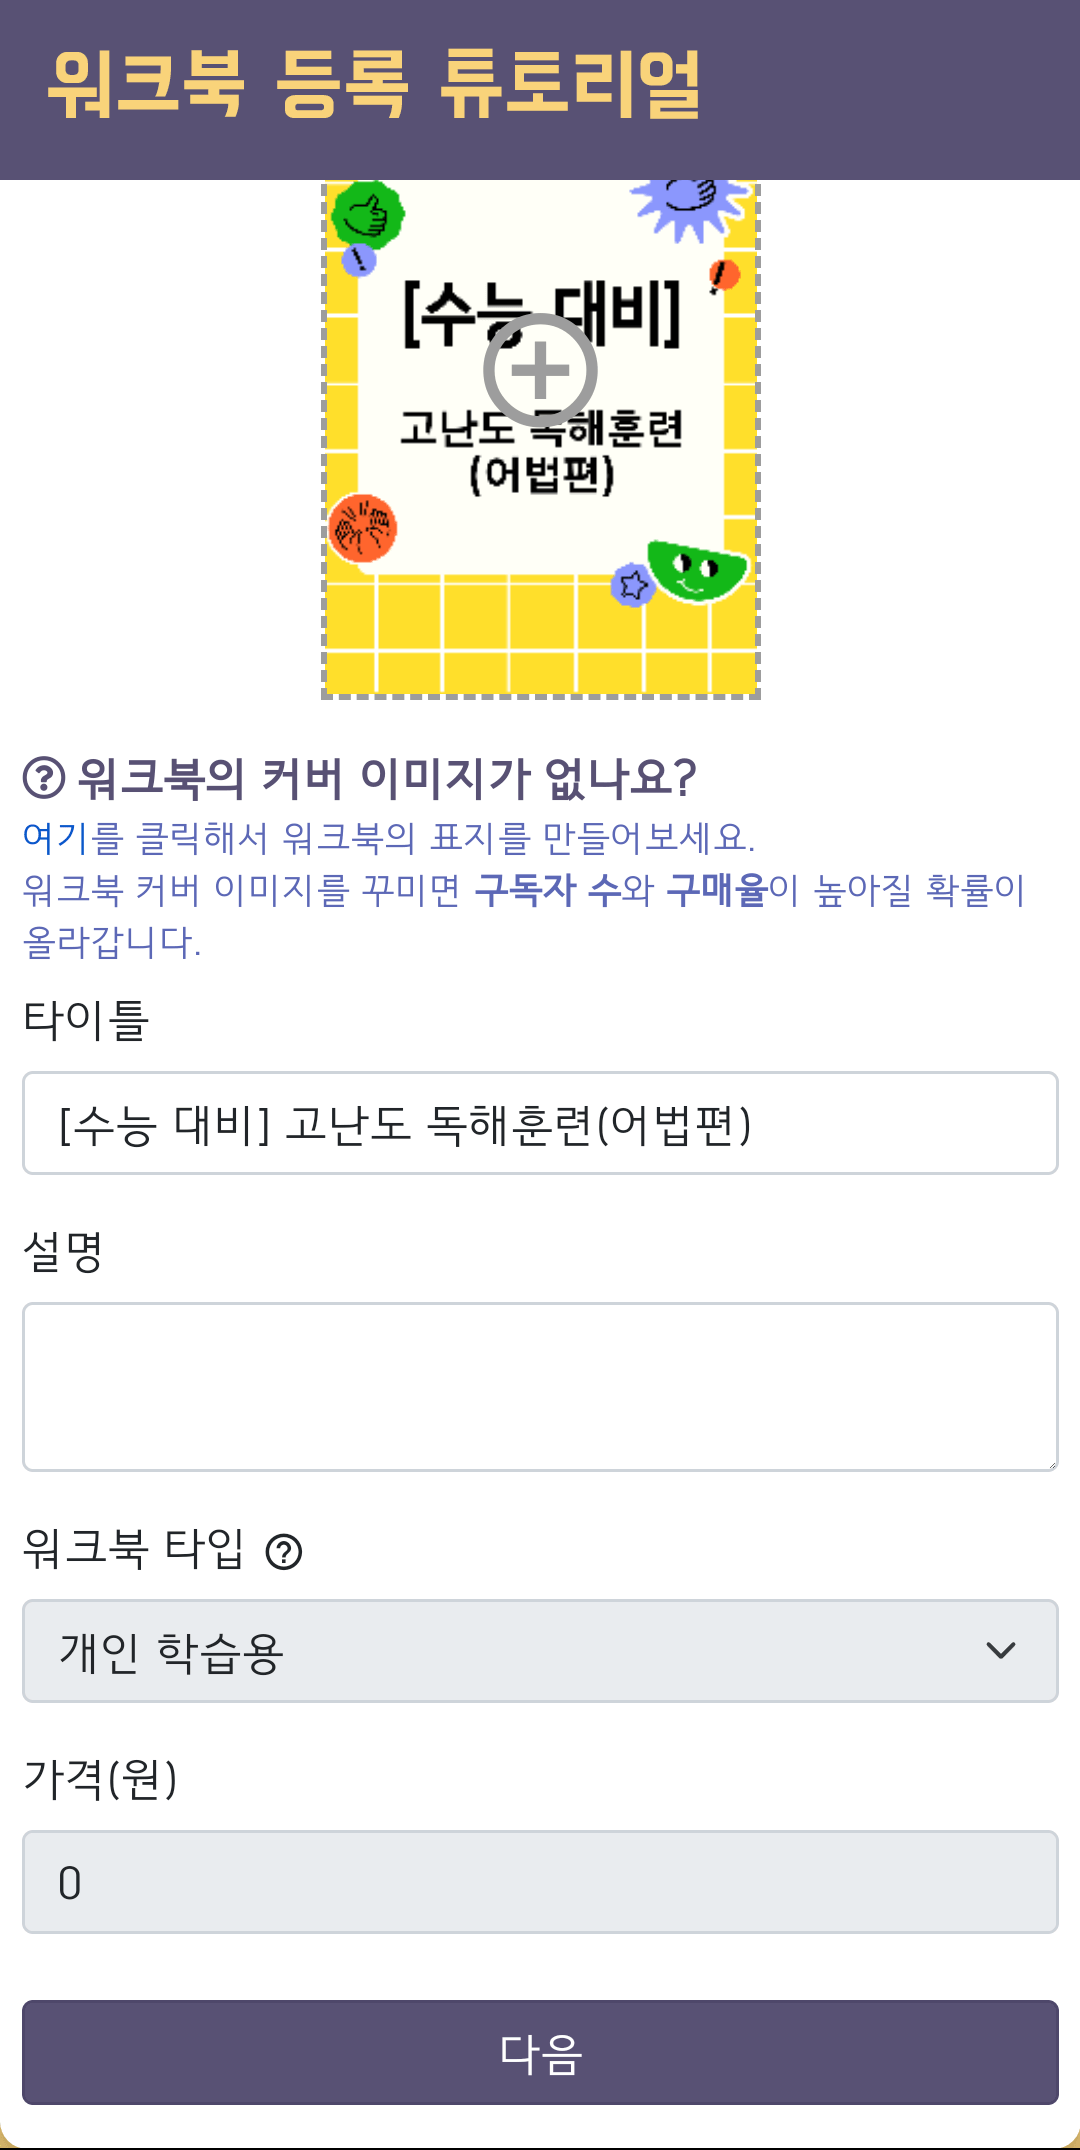 워크북 등록 튜토리얼
[수능 대비]
고난도 독해훈련
(어법편)
워크북의 커버 이미지가 없나요?
여기를 클릭해서 워크북의 표지를 만들어보세요.
워크북 커버 이미지를 꾸미면 구독자 수와 구매율이 높아질 확률이
올라갑니다.
타이틀
[수능 대비] 고난도 독해훈련(어법편)
설명
워크북 타입
개인 학습용
가격(원)
0
다음